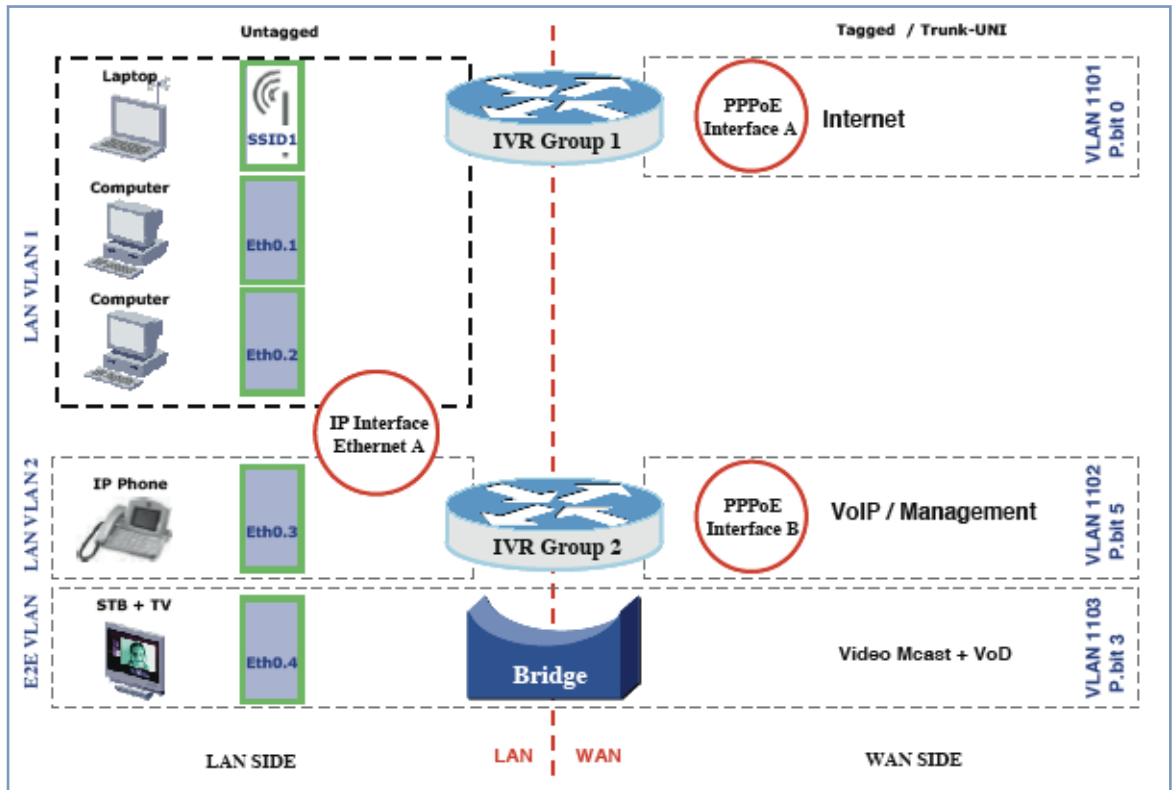 Untagged
Tagged / Trunk-UNI
Laptop
SSID1
IVR Group 1
PPPoE
Interface A
Internet
VLAN 1101
P.bit 0
Computer
Eth0.1
LAN VLAN 1
Computer
Eth0.2
IP Interface
Ethernet A
LAN VLAN 2
IP Phone
Eth0.3
IVR Group 2
PPPoE
Interface B
VoIP / Management
VLAN 1102
P.bit 5
E2E VLAN
STB + TV
Eth0.4
Bridge
Video Mcast + VoD
VLAN 1103
P.bit 3
LAN SIDE
LAN
WAN
WAN SIDE